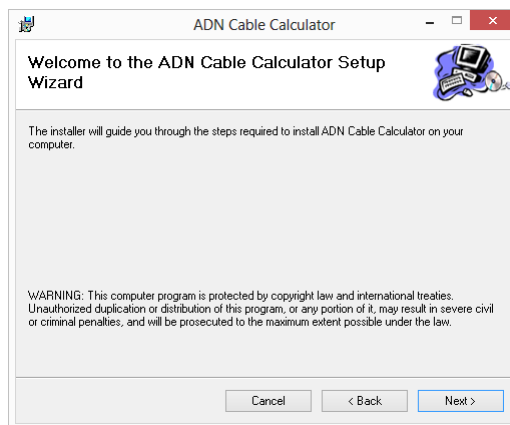 ADN Cable Calculator
Welcome to the ADN Cable Calculator Setup
Wizard
The installer will guide you through the steps required to install ADN Cable Calculator on your
computer.
WARNING: This computer program is protected by copyright law and international treaties.
Unauthorized duplication or distribution of this program, or any portion of it, may result in severe civil
or criminal penalties, and will be prosecuted to the maximum extent possible under the law.
Cancel
< Back
Next >